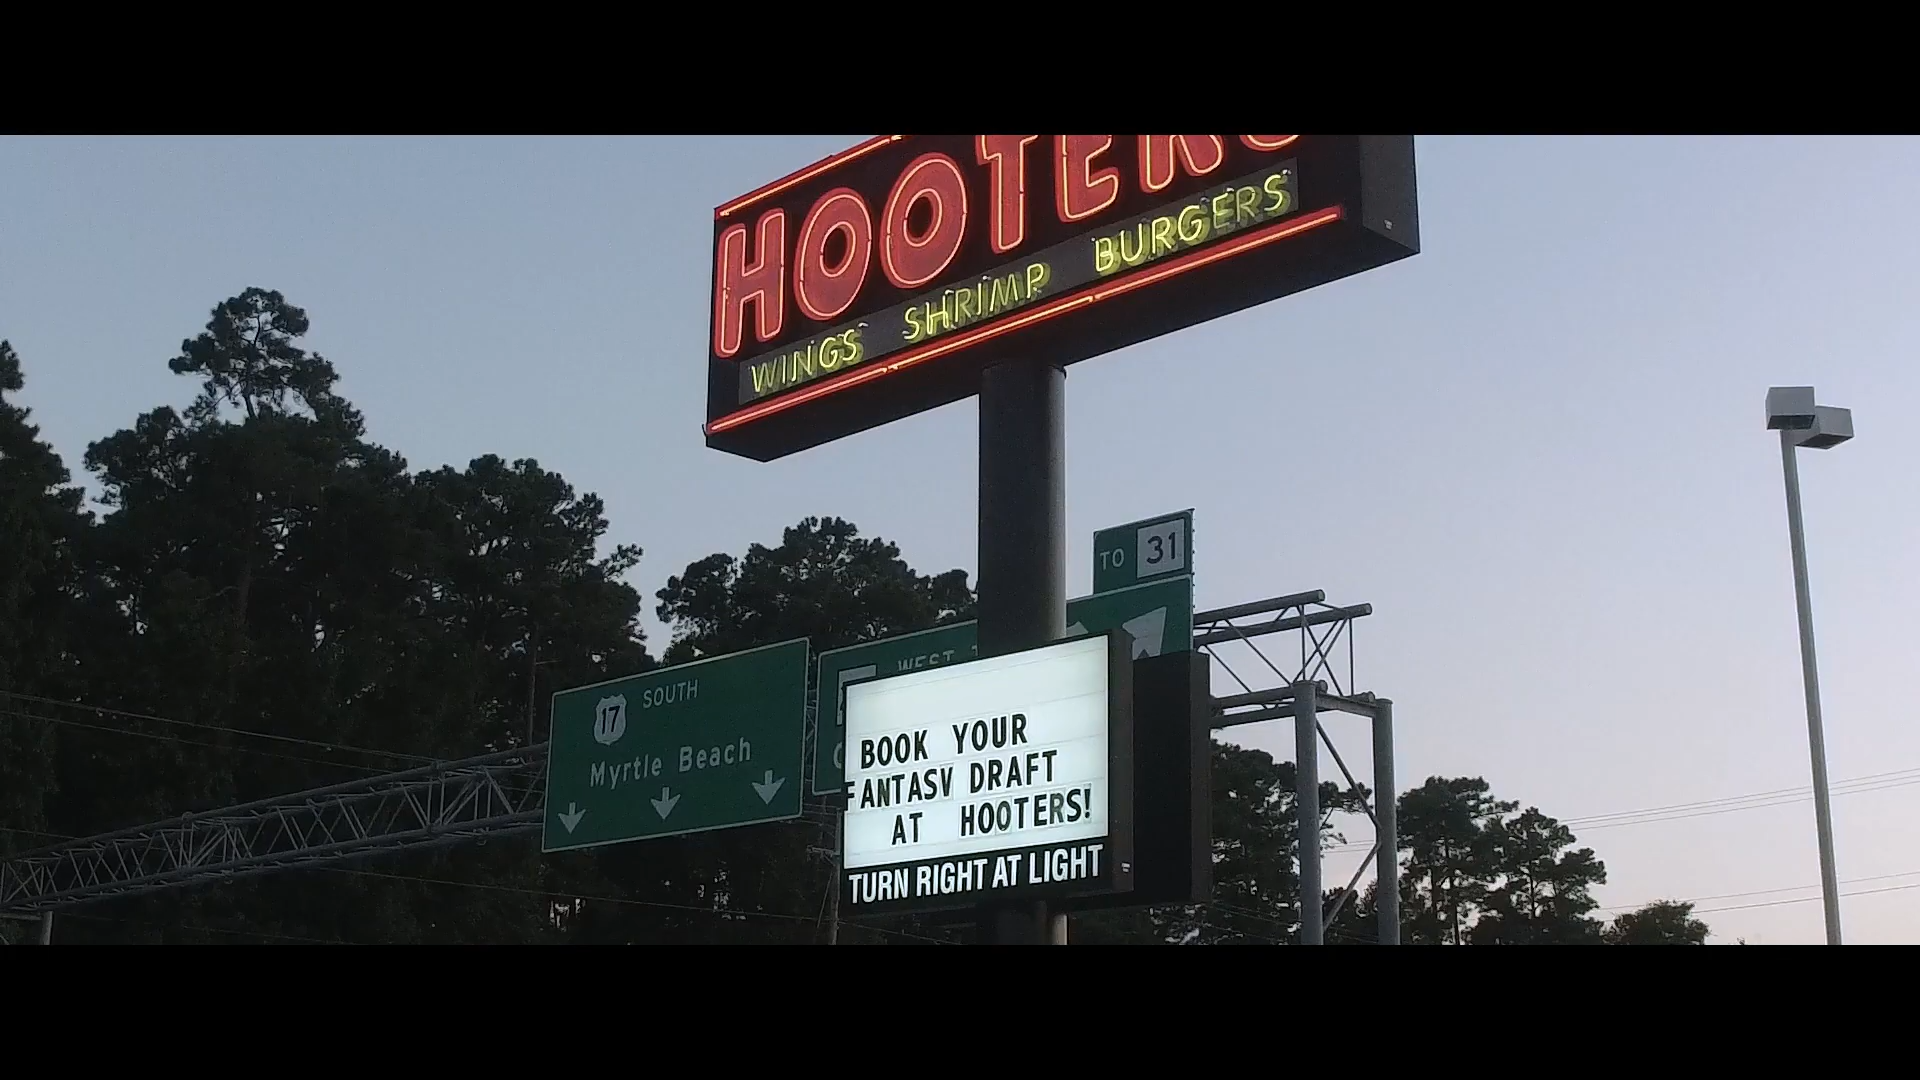 HOOTERS
WINGS SHRIMP BURGERS
TO 31
WEST
17 SOUTH
Myrtle Beach
BOOK YOUR
FANTASV DRAFT
AT HOOTERS!
TURN RIGHT AT LIGHT